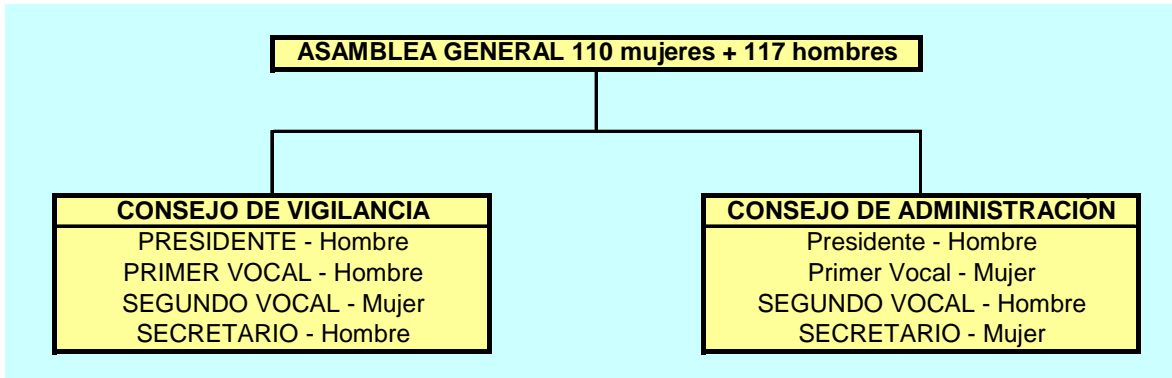 ASAMBLEA GENERAL 110 mujeres + 117 hombres
CONSEJO DE VIGILANCIA
PRESIDENTE - Hombre
PRIMER VOCAL - Hombre
SEGUNDO VOCAL - Mujer
SECRETARIO - Hombre
CONSEJO DE ADMINISTRACIÓN
Presidente - Hombre
Primer Vocal - Mujer
SEGUNDO VOCAL - Hombre
SECRETARIO - Mujer